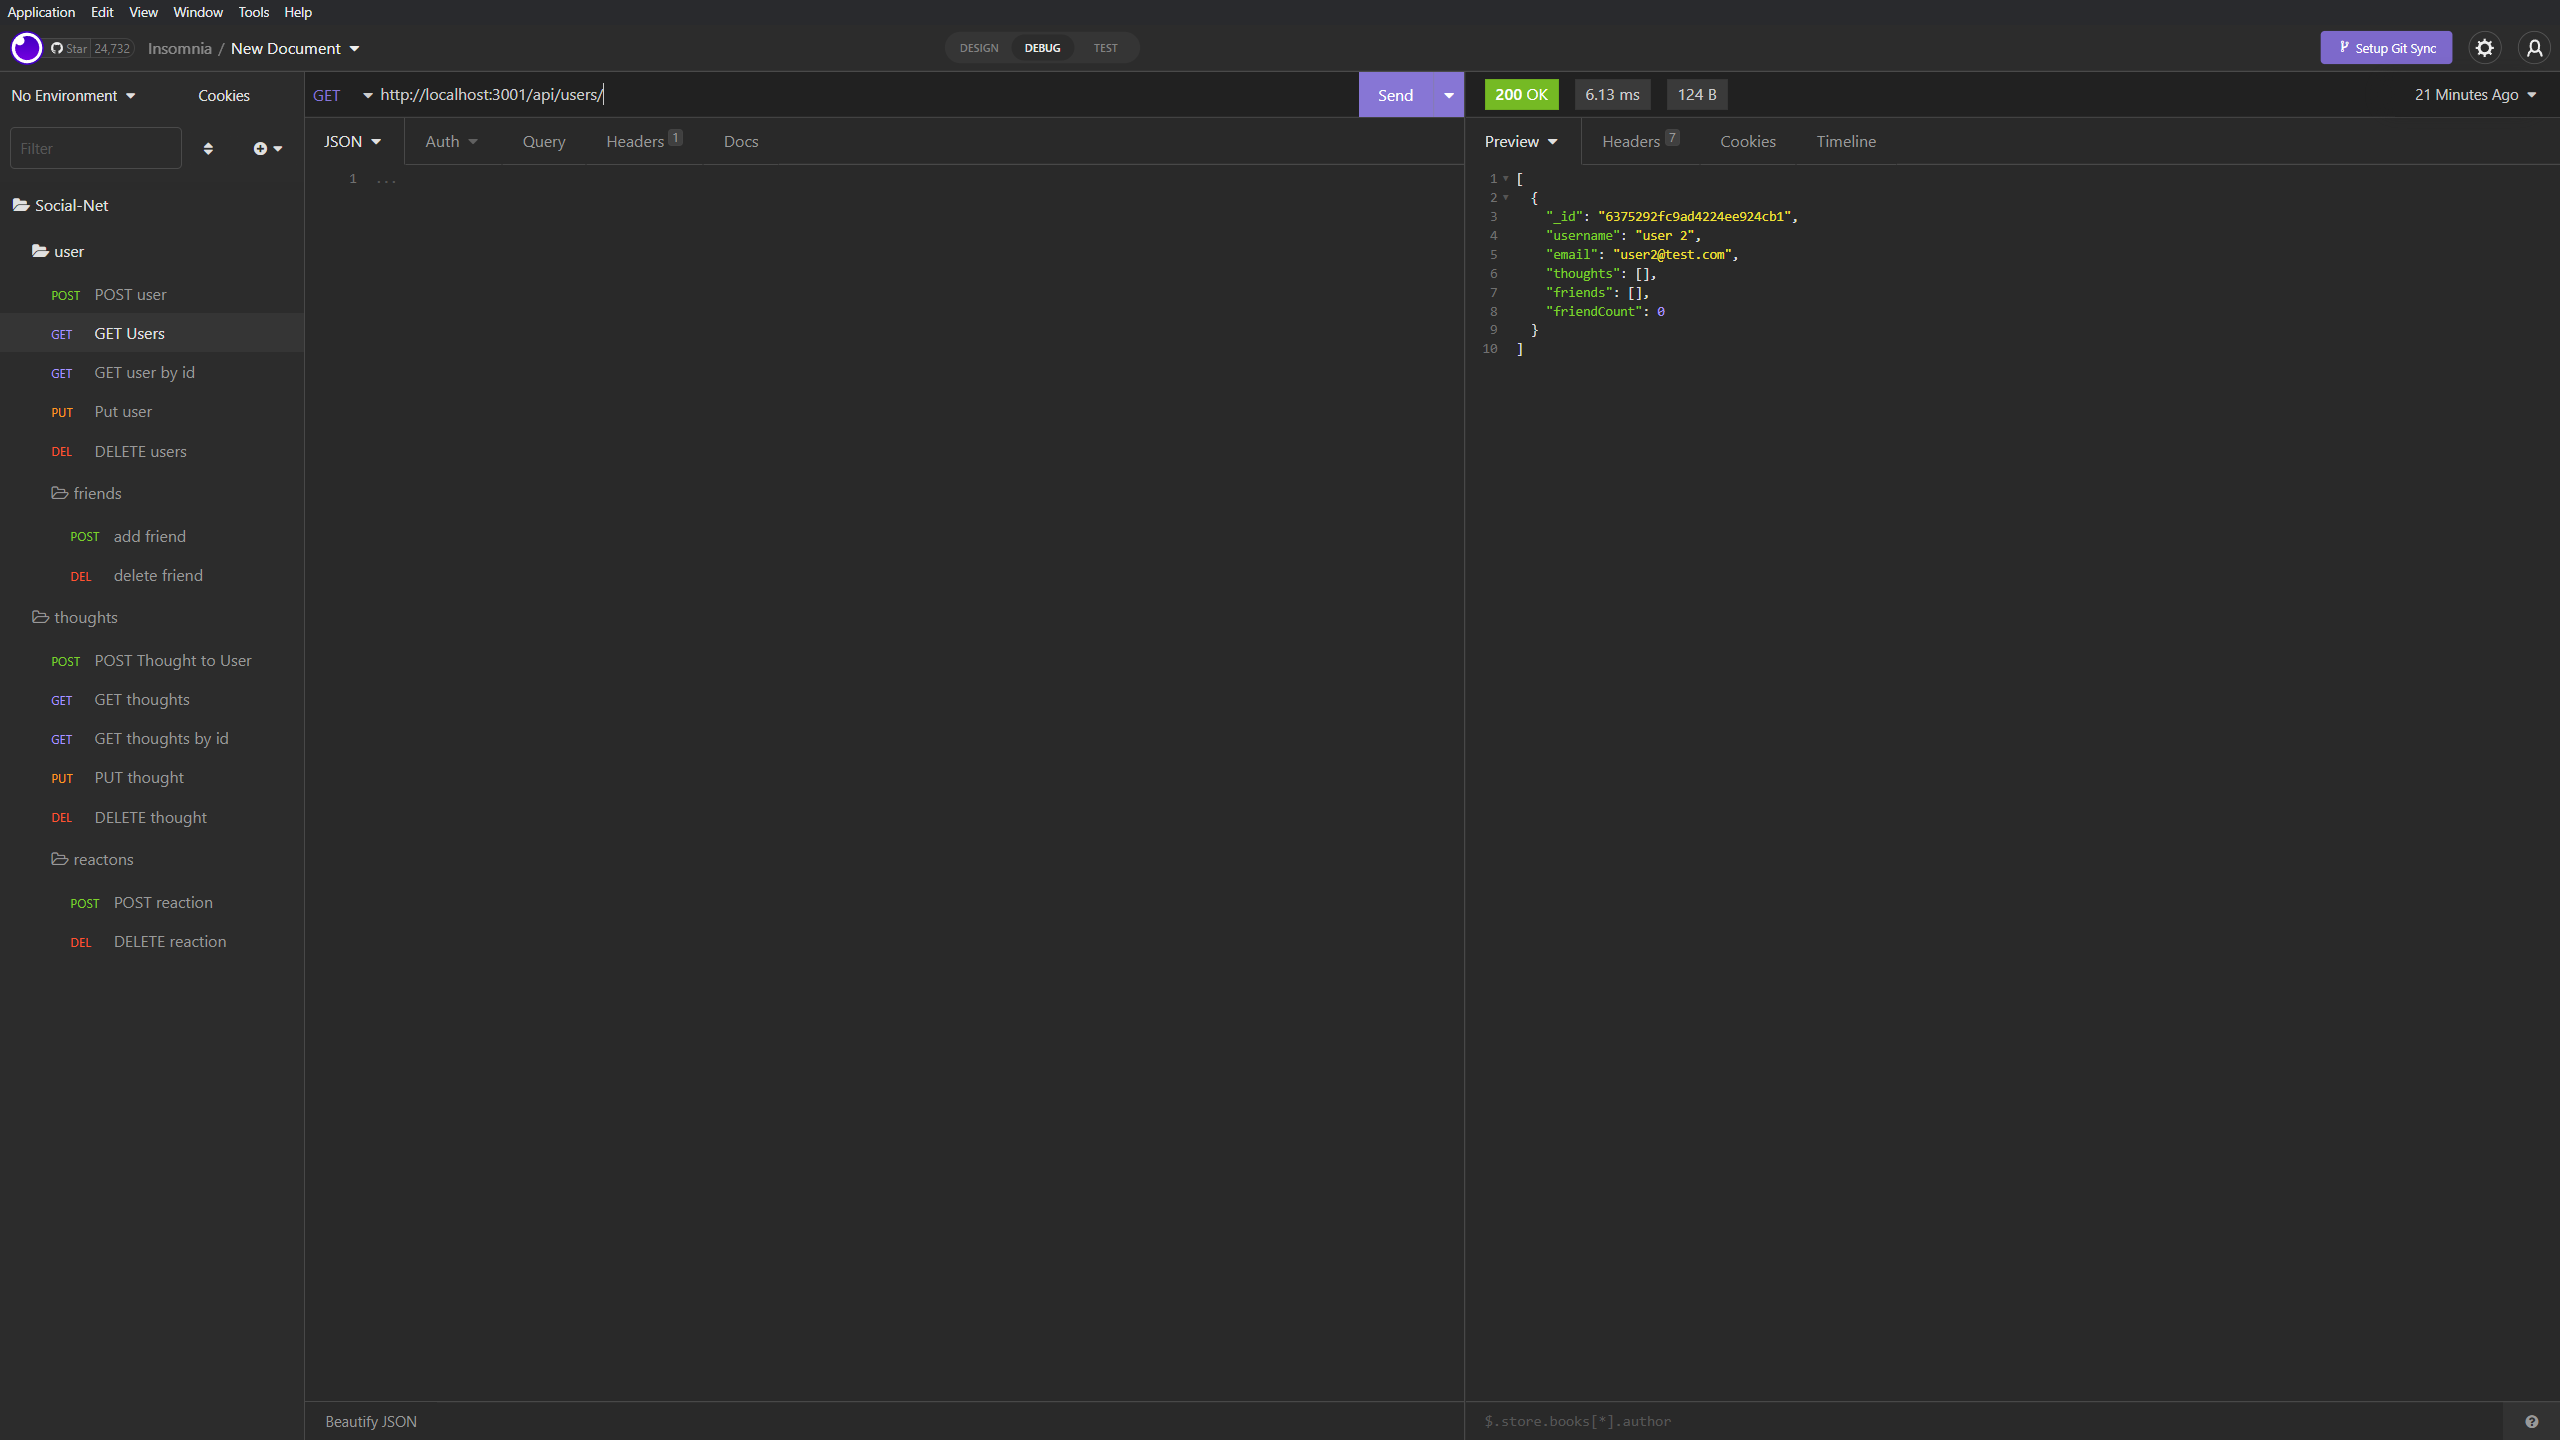 Application Edit View Window Tools Help
Star 24,732 Insomnia / New Document DESIGN DEBUG TEST Setup Git Sync
No Environment Cookies
Filter
Social-Net
user
POST POST user
GET GET Users
GET GET user by id
PUT Put user
DEL DELETE users
friends
POST add friend
DEL delete friend
thoughts
POST POST Thought to User
GET GET thoughts
GET GET thoughts by id
PUT PUT thought
DEL DELETE thought
reactons
POST POST reaction
DEL DELETE reaction
GET http://localhost:3001/api/users/ Send
JSON Auth Query Headers 1 Docs
1 ...
Beautify JSON
200 OK 6.13 ms 124 B 21 Minutes Ago
Preview Headers 7 Cookies Timeline
1 [
2 {
3 "_id": "6375292fc9ad4224ee924cb1",
4 "username": "user 2",
5 "email": "user2@test.com",
6 "thoughts": [],
7 "friends": [],
8 "friendCount": 0
9 }
10 ]
$.store.books[*].author